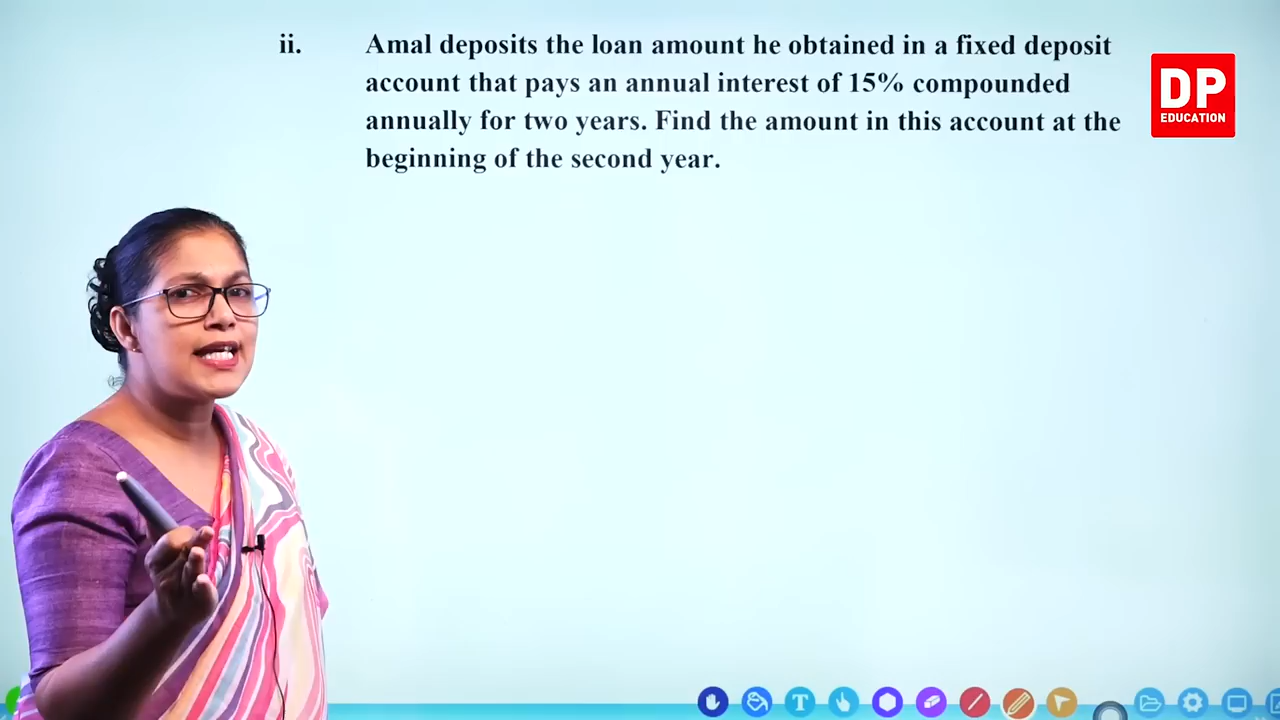 ii. Amal deposits the loan amount he obtained in a fixed deposit
account that pays an annual interest of 15% compounded
annually for two years. Find the amount in this account at the
beginning of the second year.
DP
EDUCATION
T